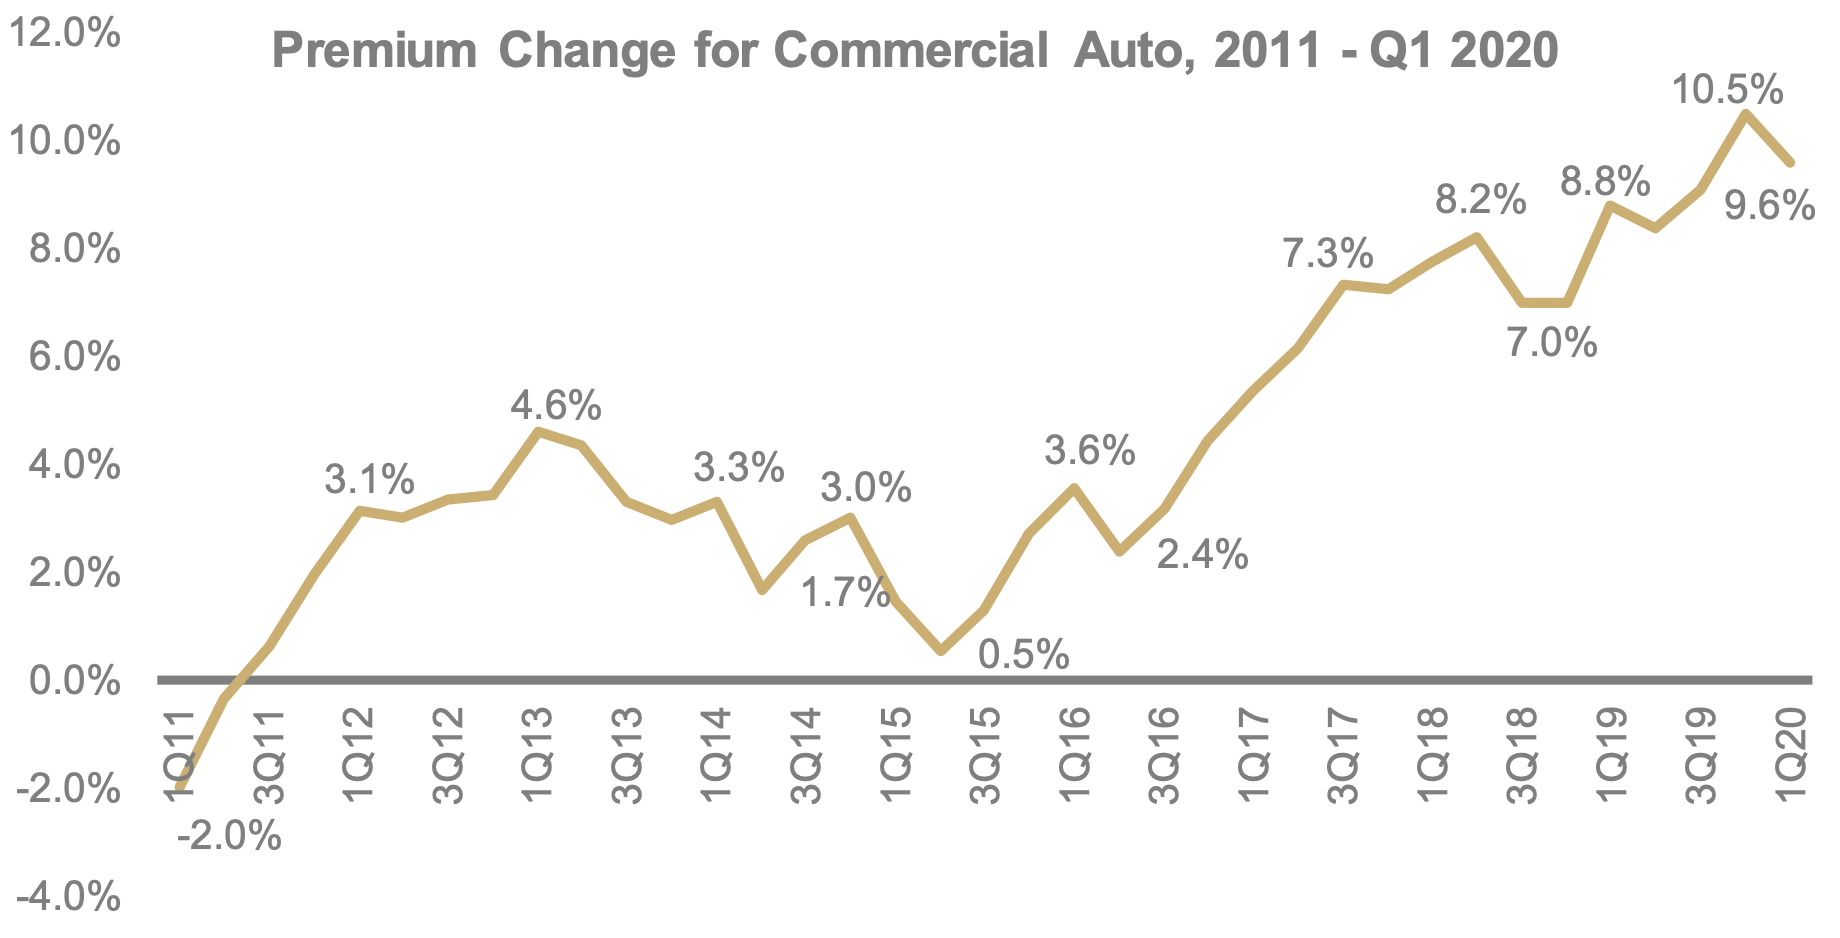 Premium Change for Commercial Auto, 2011 - Q1 2020
12.0%
10.0%
8.0%
6.0%
4.0%
2.0%
0.0%
-2.0%
-4.0%
-2.0%
3.1%
4.6%
3.3%
1.7%
3.0%
0.5%
3.6%
2.4%
7.3%
8.2%
7.0%
8.8%
10.5%
9.6%
1Q11
3Q11
1Q12
3Q12
1Q13
3Q13
1Q14
3Q14
1Q15
3Q15
1Q16
3Q16
1Q17
3Q17
1Q18
3Q18
1Q19
3Q19
1Q20